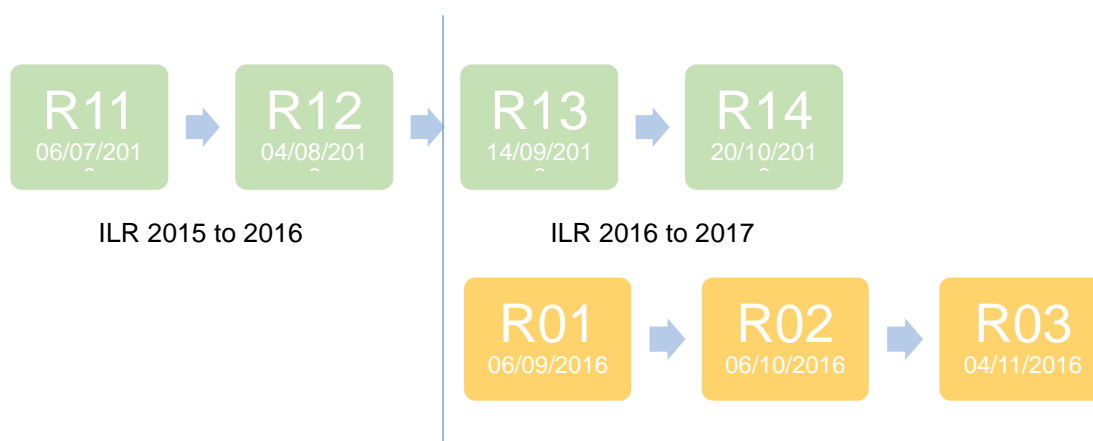 R11
06/07/201
R12
04/08/201
R13
14/09/201
R14
20/10/201
ILR 2015 to 2016
ILR 2016 to 2017
R01
06/09/2016
R02
06/10/2016
R03
04/11/2016